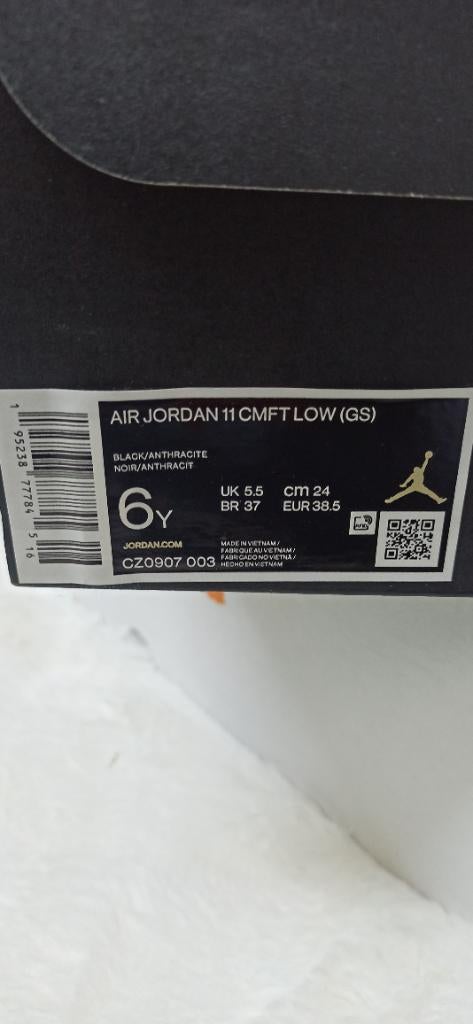 AIR JORDAN 11 CMFT LOW (GS)
BLACK/ANTHRACITE
NOIR/ANTHRACIT
6Y
UK 5.5 cm 24
BR 37 EUR 38.5
JORDAN.COM
CZ0907 003
MADE IN VIETNAM/
FABRIQUE AU VIETNAM/
FABRICADO NO VIETNÃ/
HECHO EN VIETNAM
1 95238 77784 5 16